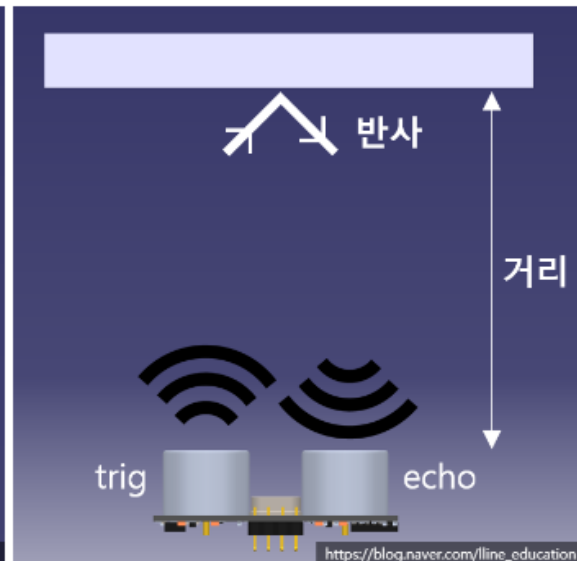 반사
거리
trig
echo
https://blog.naver.com/lline_education